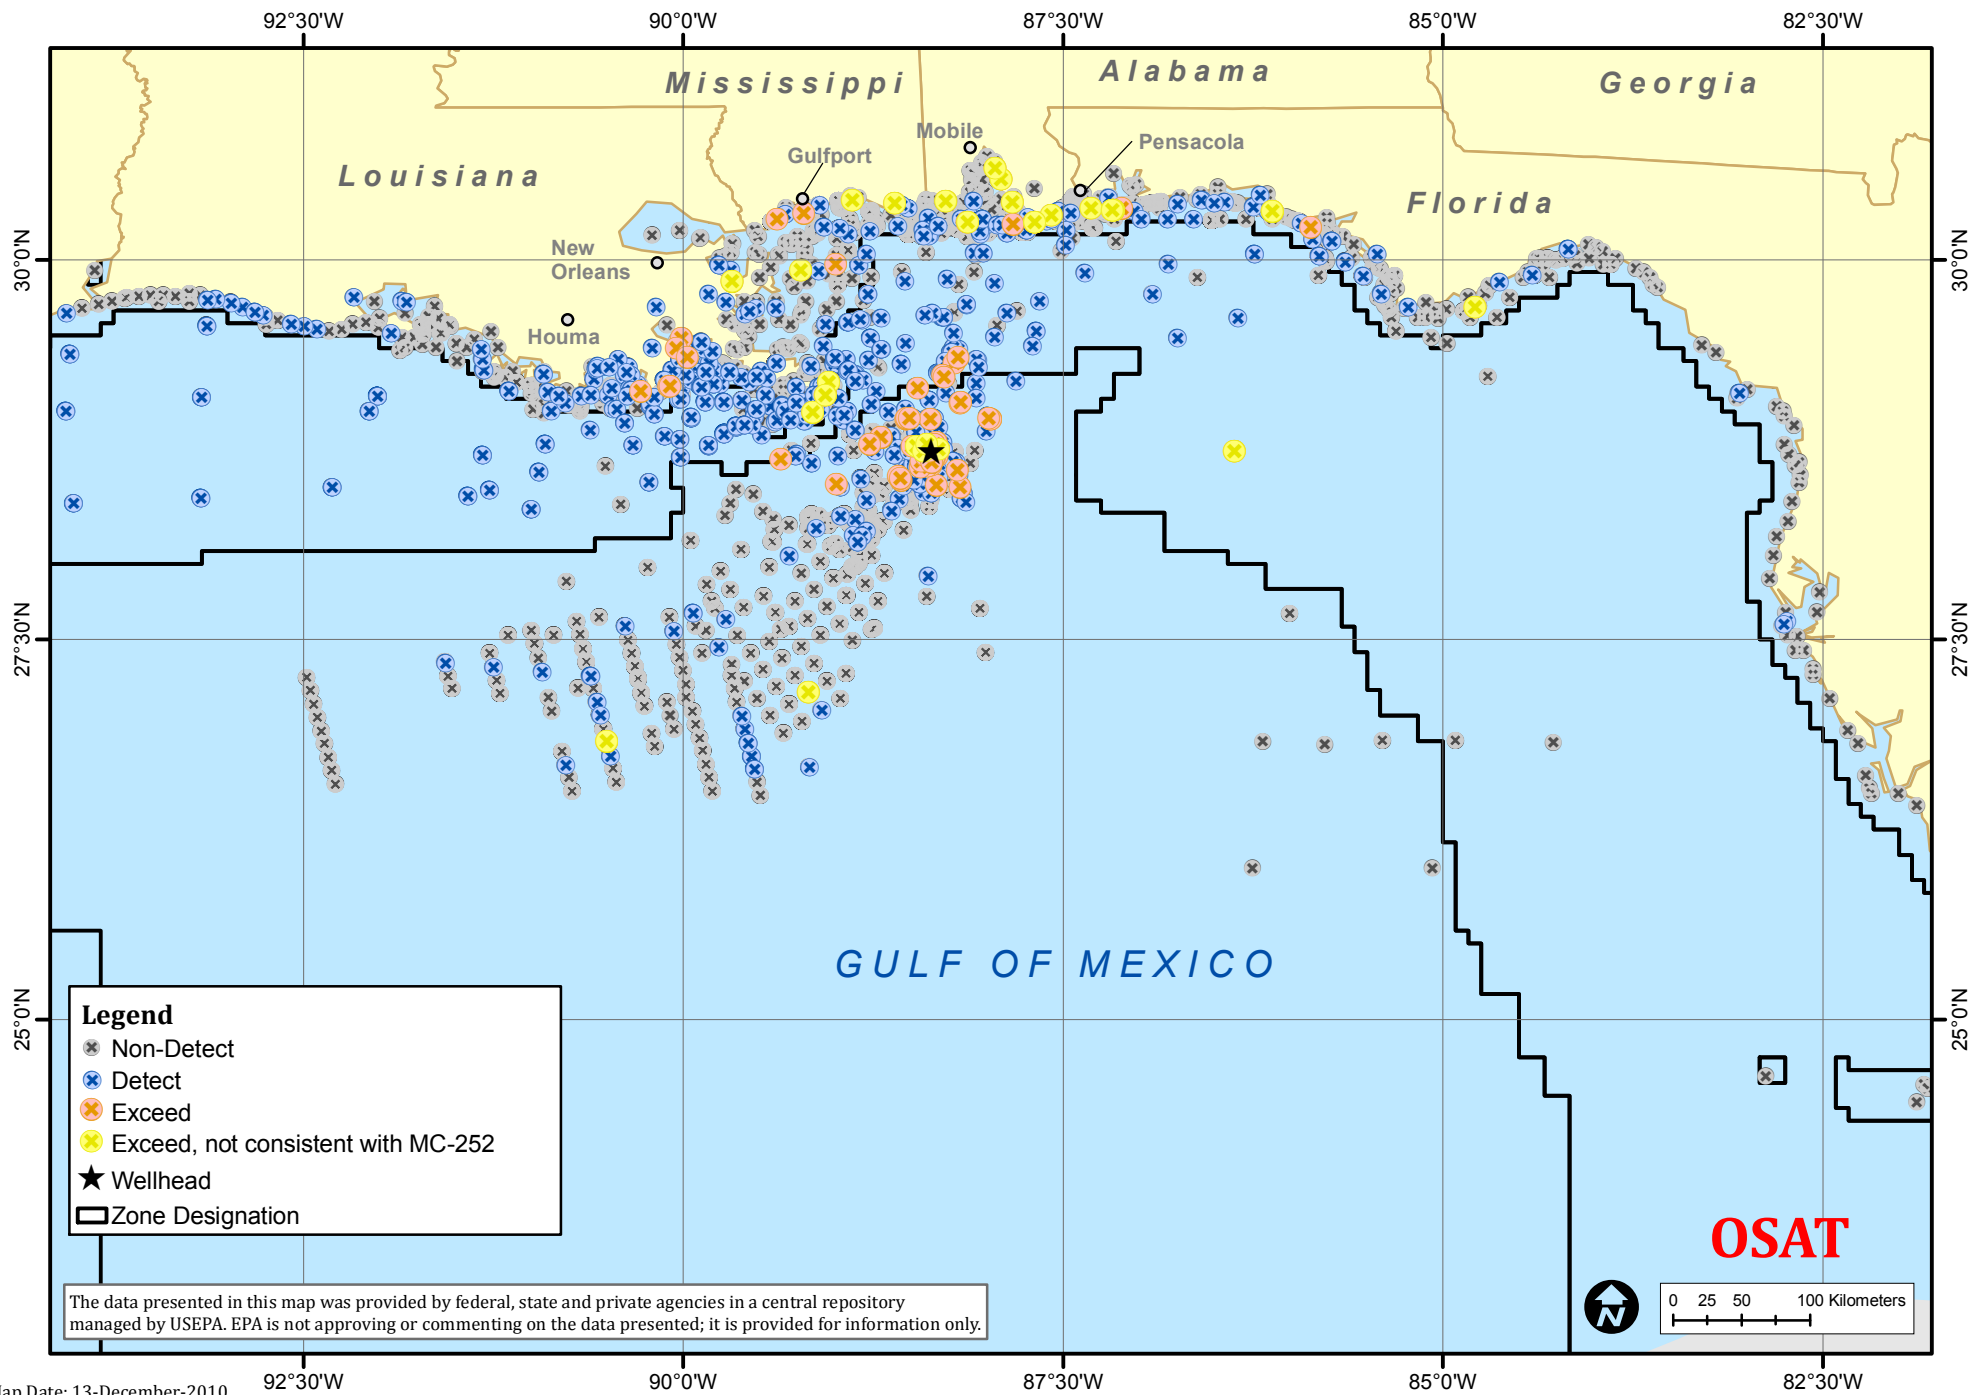 92°30'W 90°0'W 87°30'W 85°0'W 82°30'W
Mississippi
Alabama
Georgia
Mobile
Pensacola
Gulfport
Louisiana
Florida
New
Orleans
Houma
30°0'N
30°0'N
27°30'N
27°30'N
25°0'N
25°0'N
GULF OF MEXICO
Legend
Non-Detect
Detect
Exceed
Exceed, not consistent with MC-252
Wellhead
Zone Designation
OSAT
N
0 25 50 100 Kilometers
The data presented in this map was provided by federal, state and private agencies in a central repository
managed by USEPA. EPA is not approving or commenting on the data presented; it is provided for information only.
92°30'W 90°0'W 87°30'W 85°0'W 82°30'W
Map Date: 13-December-2010